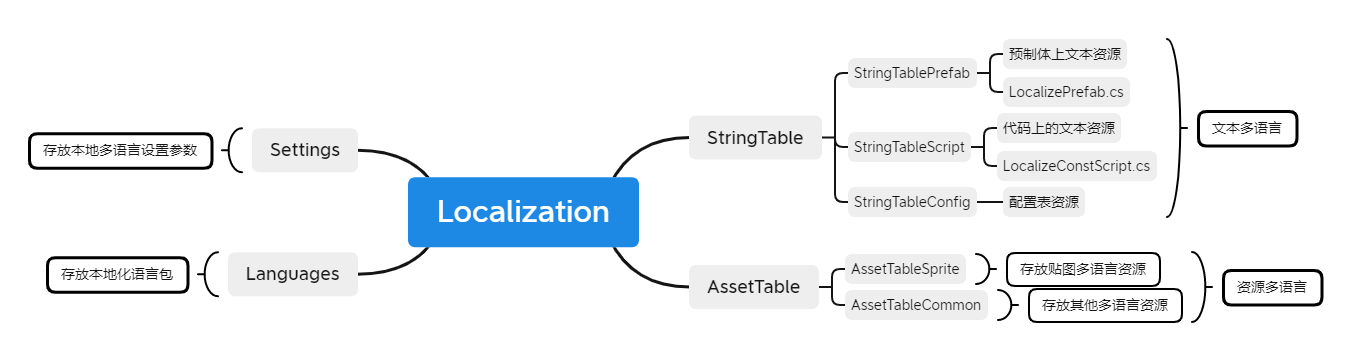 Localization
StringTable
StringTablePrefab
预制体上文本资源
LocalizePrefab.cs
StringTableScript
代码上的文本资源
LocalizeConstScript.cs
StringTableConfig
配置表资源
文本多语言
AssetTable
AssetTableSprite
存放贴图多语言资源
AssetTableCommon
存放其他多语言资源
资源多语言
Settings
存放本地多语言设置参数
Languages
存放本地化语言包